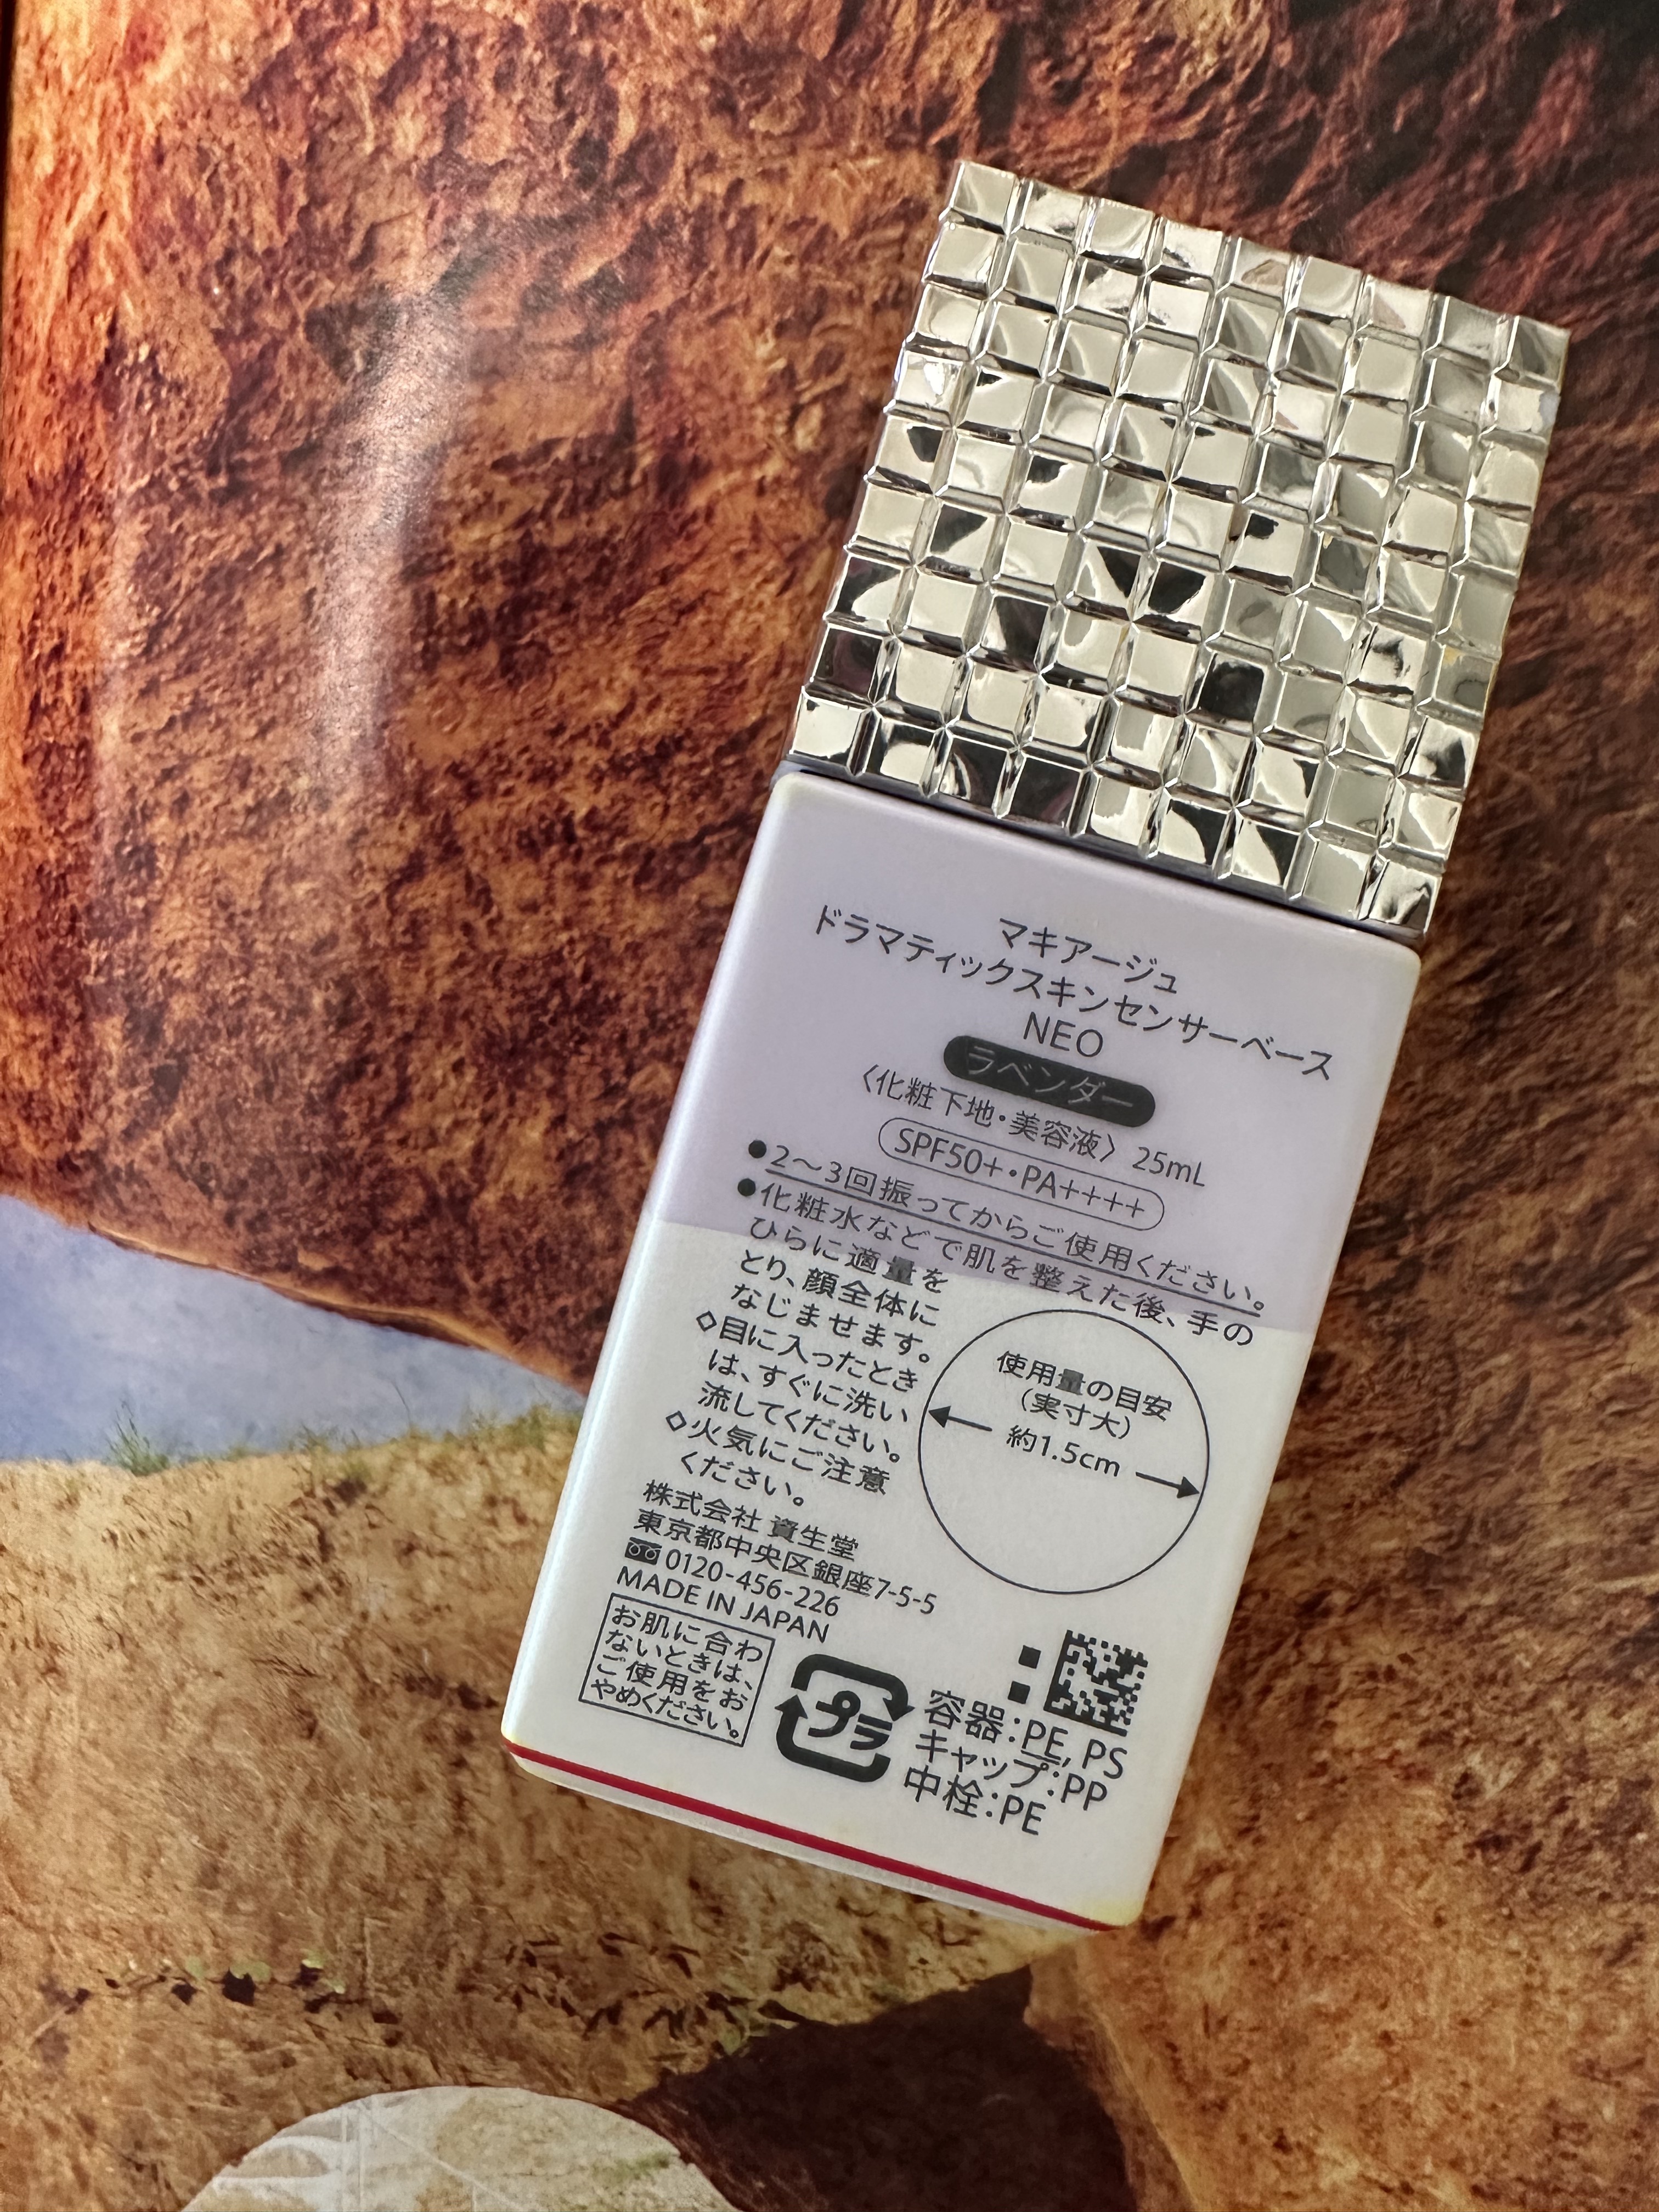 マキアージュ
ドラマティックスキンセンサーベース
NEO
ラベンダー
〈化粧下地・美容液〉 25mL
SPF50+・PA++++
●2〜3回振ってからご使用ください。
●化粧水などで肌を整えた後、手の
ひらに適量を
とり、顔全体に
なじませます。
◇目に入ったとき
は、すぐに洗い
流してください。
◇火気にご注意
ください。
使用量の目安
（実寸大）
約1.5cm
株式会社 資生堂
東京都中央区銀座7-5-5
0120-456-226
MADE IN JAPAN
お肌に合わ
ないときは、
ご使用をお
やめください。
プラ
容器:PE, PS
キャップ:PP
中栓:PE